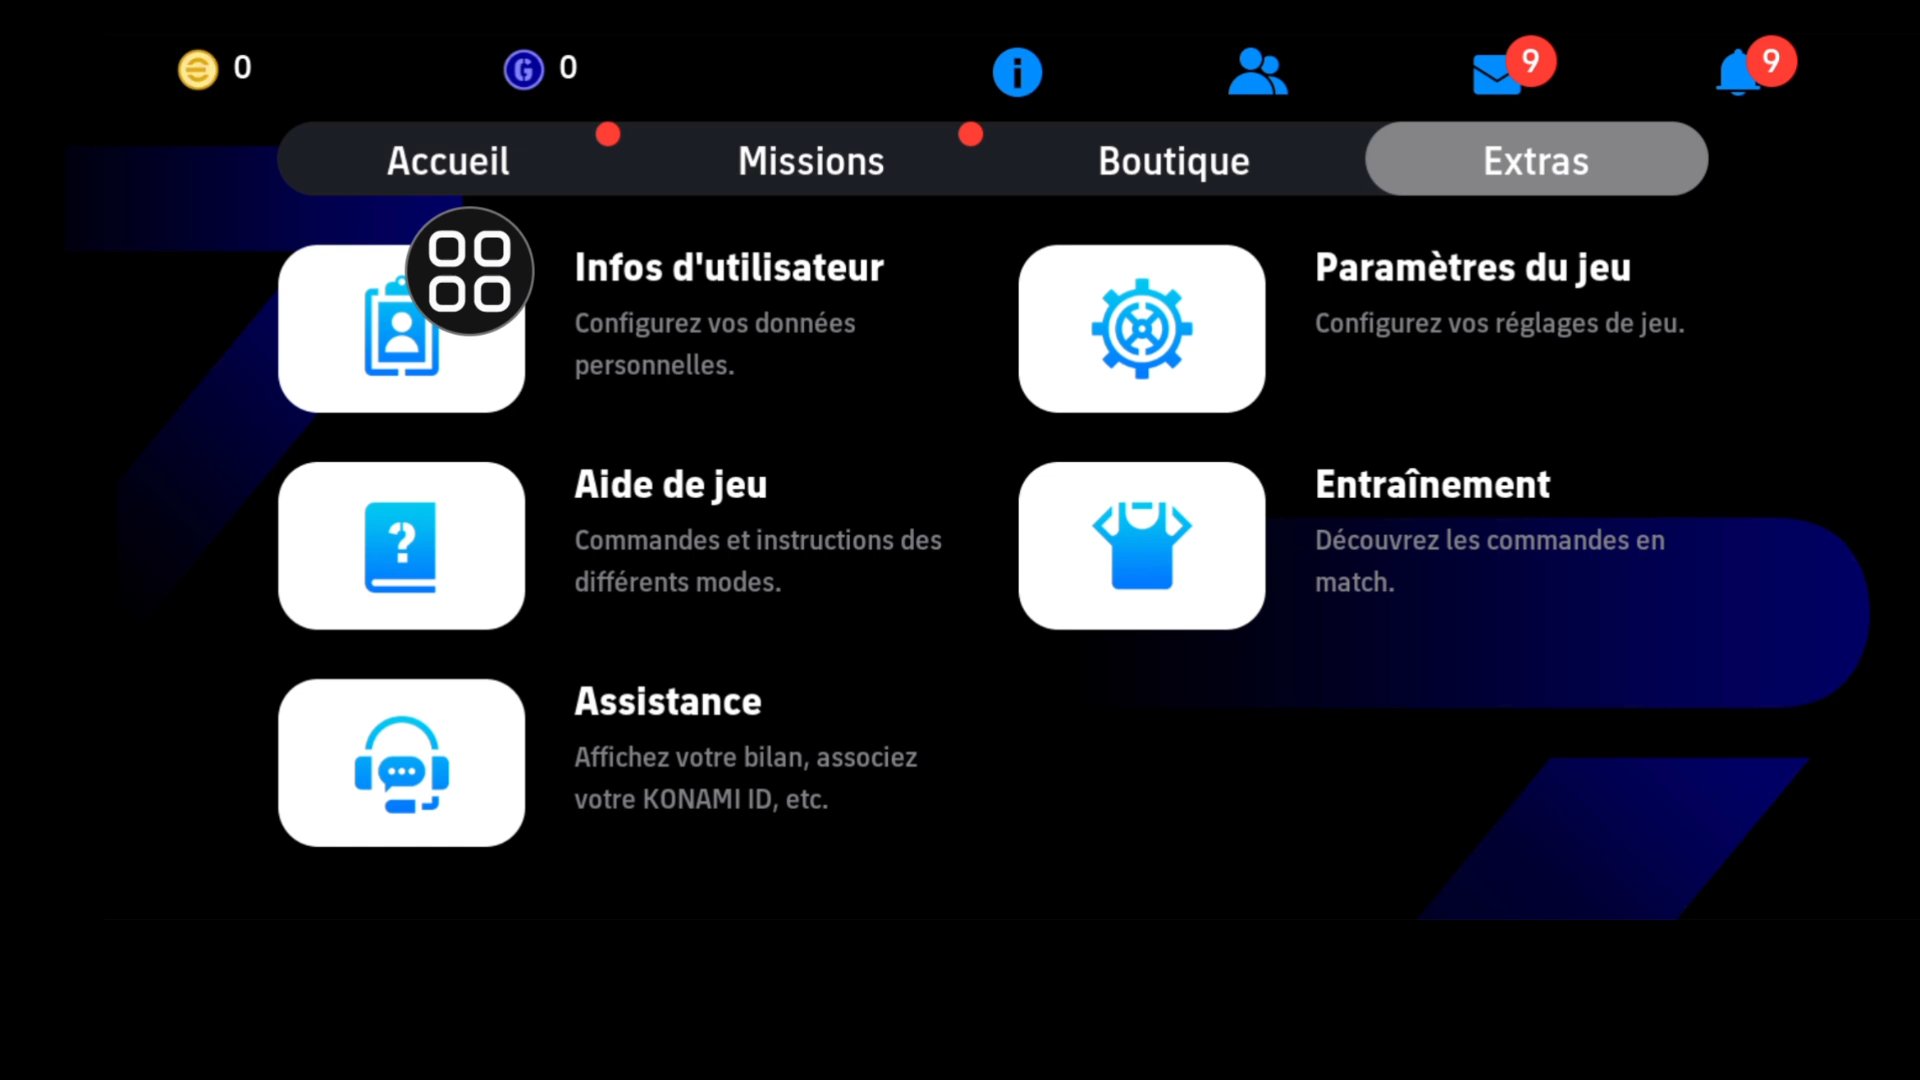 0
0
9
9
Accueil
Missions
Boutique
Extras
Infos d'utilisateur
Configurez vos données
personnelles.
Paramètres du jeu
Configurez vos réglages de jeu.
Aide de jeu
Commandes et instructions des
différents modes.
Entraînement
Découvrez les commandes en
match.
Assistance
Affichez votre bilan, associez
votre KONAMI ID, etc.